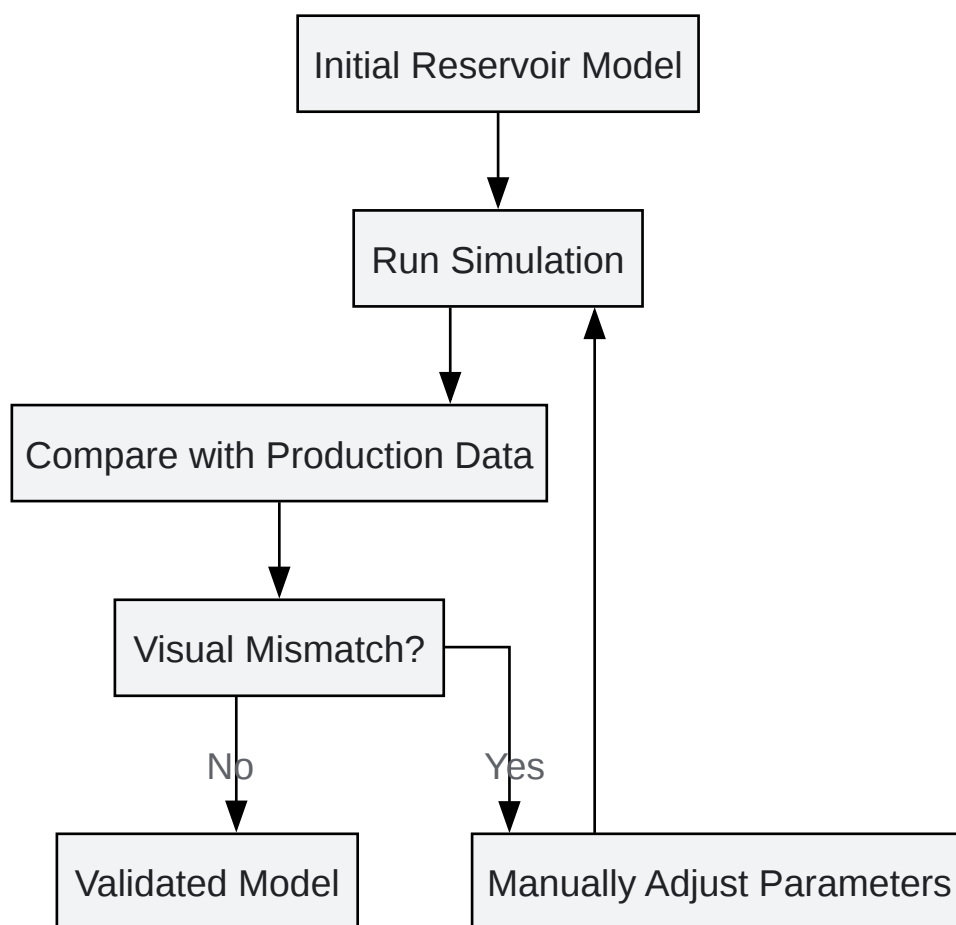 Initial Reservoir Model
Run Simulation
Compare with Production Data
Visual Mismatch?
No
Yes
Validated Model
Manually Adjust Parameters